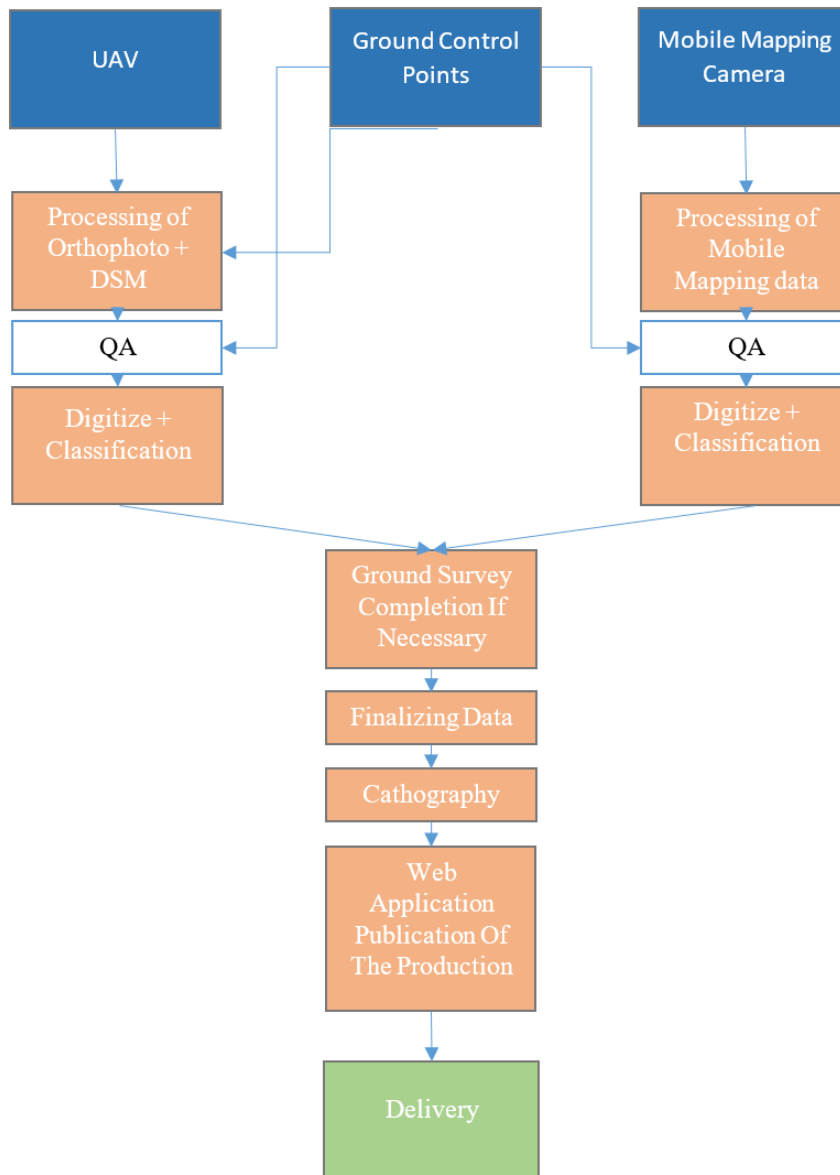 UAV
Ground Control
Points
Mobile Mapping
Camera
Processing of
Orthophoto +
DSM
Processing of
Mobile
Mapping data
QA
QA
Digitize +
Classification
Digitize +
Classification
Ground Survey
Completion If
Necessary
Finalizing Data
Cathography
Web
Application
Publication Of
The Production
Delivery